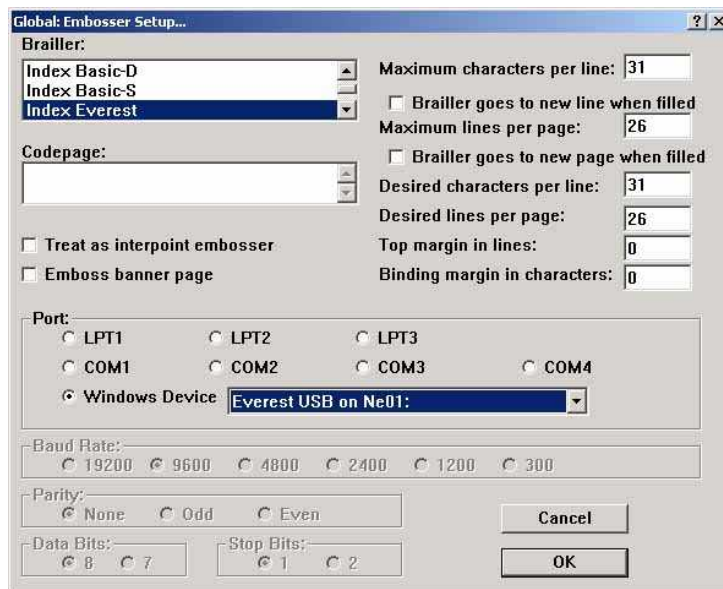 Global: Embosser Setup...
Brailler:
Index Basic-D
Index Basic-S
Index Everest
Codepage:
Treat as interpoint embosser
Emboss banner page
Maximum characters per line: 31
Brailler goes to new line when filled
Maximum lines per page: 26
Brailler goes to new page when filled
Desired characters per line: 31
Desired lines per page: 26
Top margin in lines: 0
Binding margin in characters: 0
Port:
LPT1 LPT2 LPT3
COM1 COM2 COM3 COM4
Windows Device Everest USB on Ne01:
Baud Rate:
19200 9600 4800 2400 1200 300
Parity:
None Odd Even
Data Bits: Stop Bits:
8 7 1 2
Cancel
OK